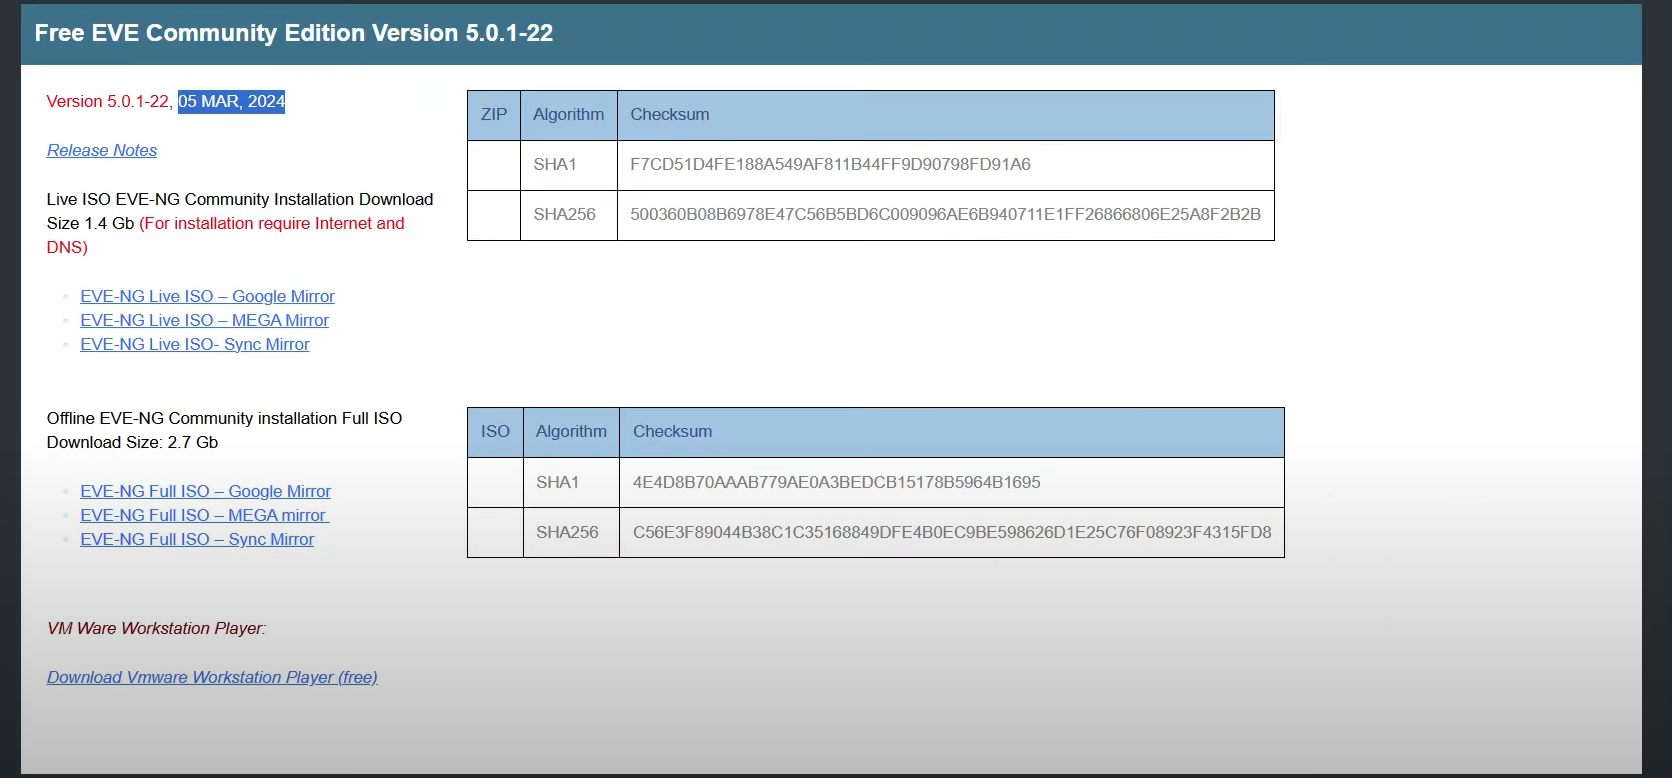 Free EVE Community Edition Version 5.0.1-22
Version 5.0.1-22, 05 MAR, 2024
Release Notes
Live ISO EVE-NG Community Installation Download
Size 1.4 Gb (For installation require Internet and
DNS)
EVE-NG Live ISO – Google Mirror
EVE-NG Live ISO – MEGA Mirror
EVE-NG Live ISO- Sync Mirror
ZIP Algorithm Checksum
SHA1 F7CD51D4FE188A549AF811B44FF9D90798FD91A6
SHA256 500360B08B6978E47C56B5BD6C009096AE6B940711E1FF26866806E25A8F2B2B
Offline EVE-NG Community installation Full ISO
Download Size: 2.7 Gb
EVE-NG Full ISO – Google Mirror
EVE-NG Full ISO – MEGA mirror
EVE-NG Full ISO – Sync Mirror
ISO Algorithm Checksum
SHA1 4E4D8B70AAAB779AE0A3BEDCB15178B5964B1695
SHA256 C56E3F89044B38C1C35168849DFE4B0EC9BE598626D1E25C76F08923F4315FD8
VM Ware Workstation Player:
Download Vmware Workstation Player (free)